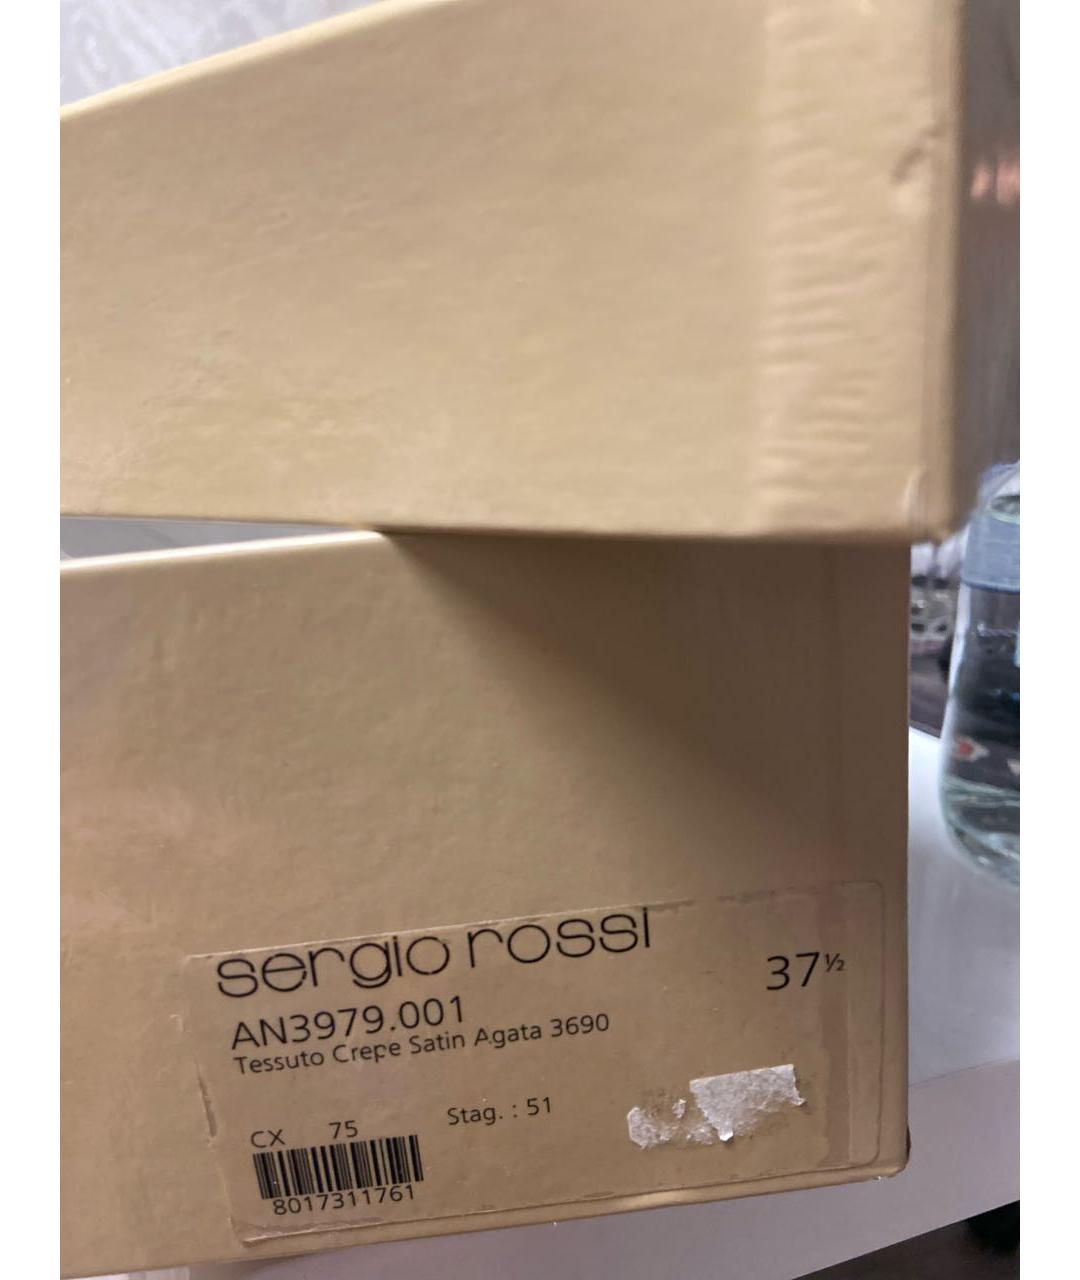 sergio rossi
37½
AN3979.001
Tessuto Crepe Satin Agata 3690
Stag. : 51
CX 75
8017311761